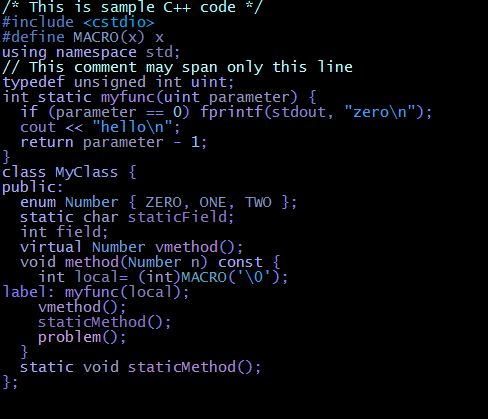 /* This is sample C++ code */
#include <cstdio>
#define MACRO(x) x
using namespace std;
// This comment may span only this line
typedef unsigned int uint;
int static myfunc(uint parameter) {
  if (parameter == 0) fprintf(stdout, "zero\n");
  cout << "hello\n";
  return parameter - 1;
}
class MyClass {
public:
  enum Number { ZERO, ONE, TWO };
  static char staticField;
  int field;
  virtual Number vmethod();
  void method(Number n) const {
    int local= (int)MACRO('\0');
label: myfunc(local);
    vmethod();
    staticMethod();
    problem();
  }
  static void staticMethod();
};